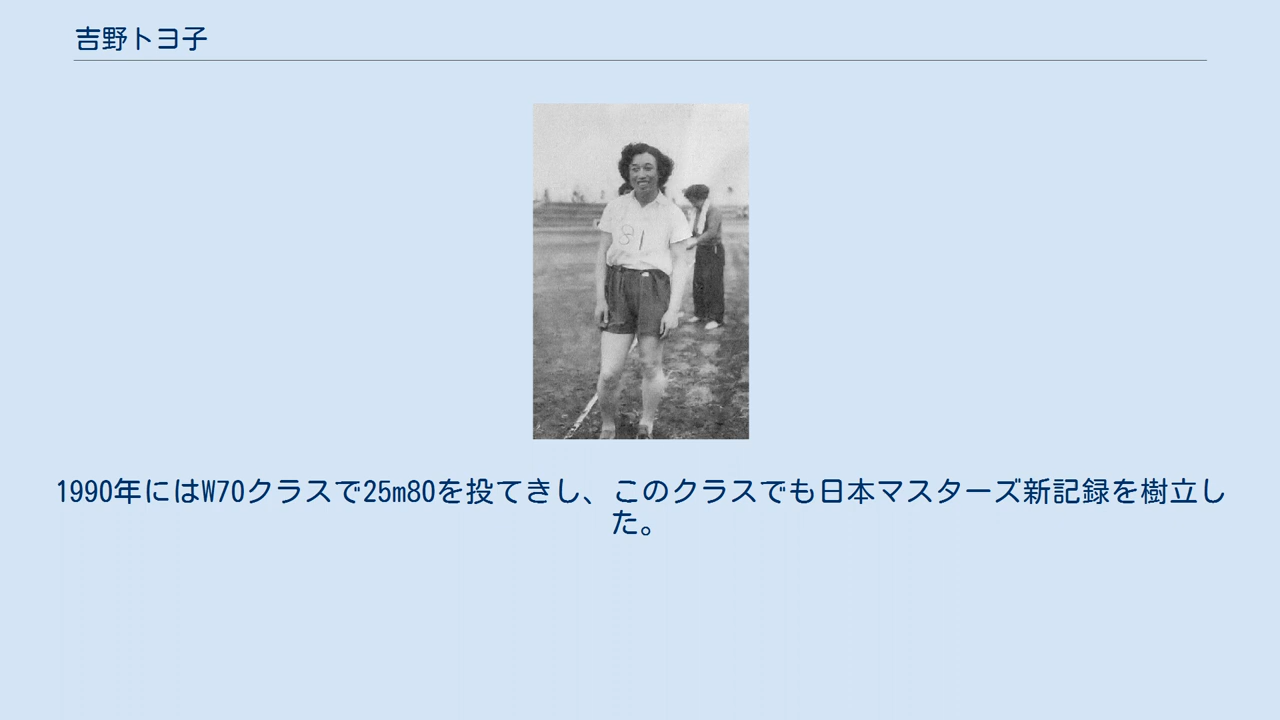 吉野トヨ子
81
1990年にはW70クラスで25m80を投てきし、このクラスでも日本マスターズ新記録を樹立し
た。